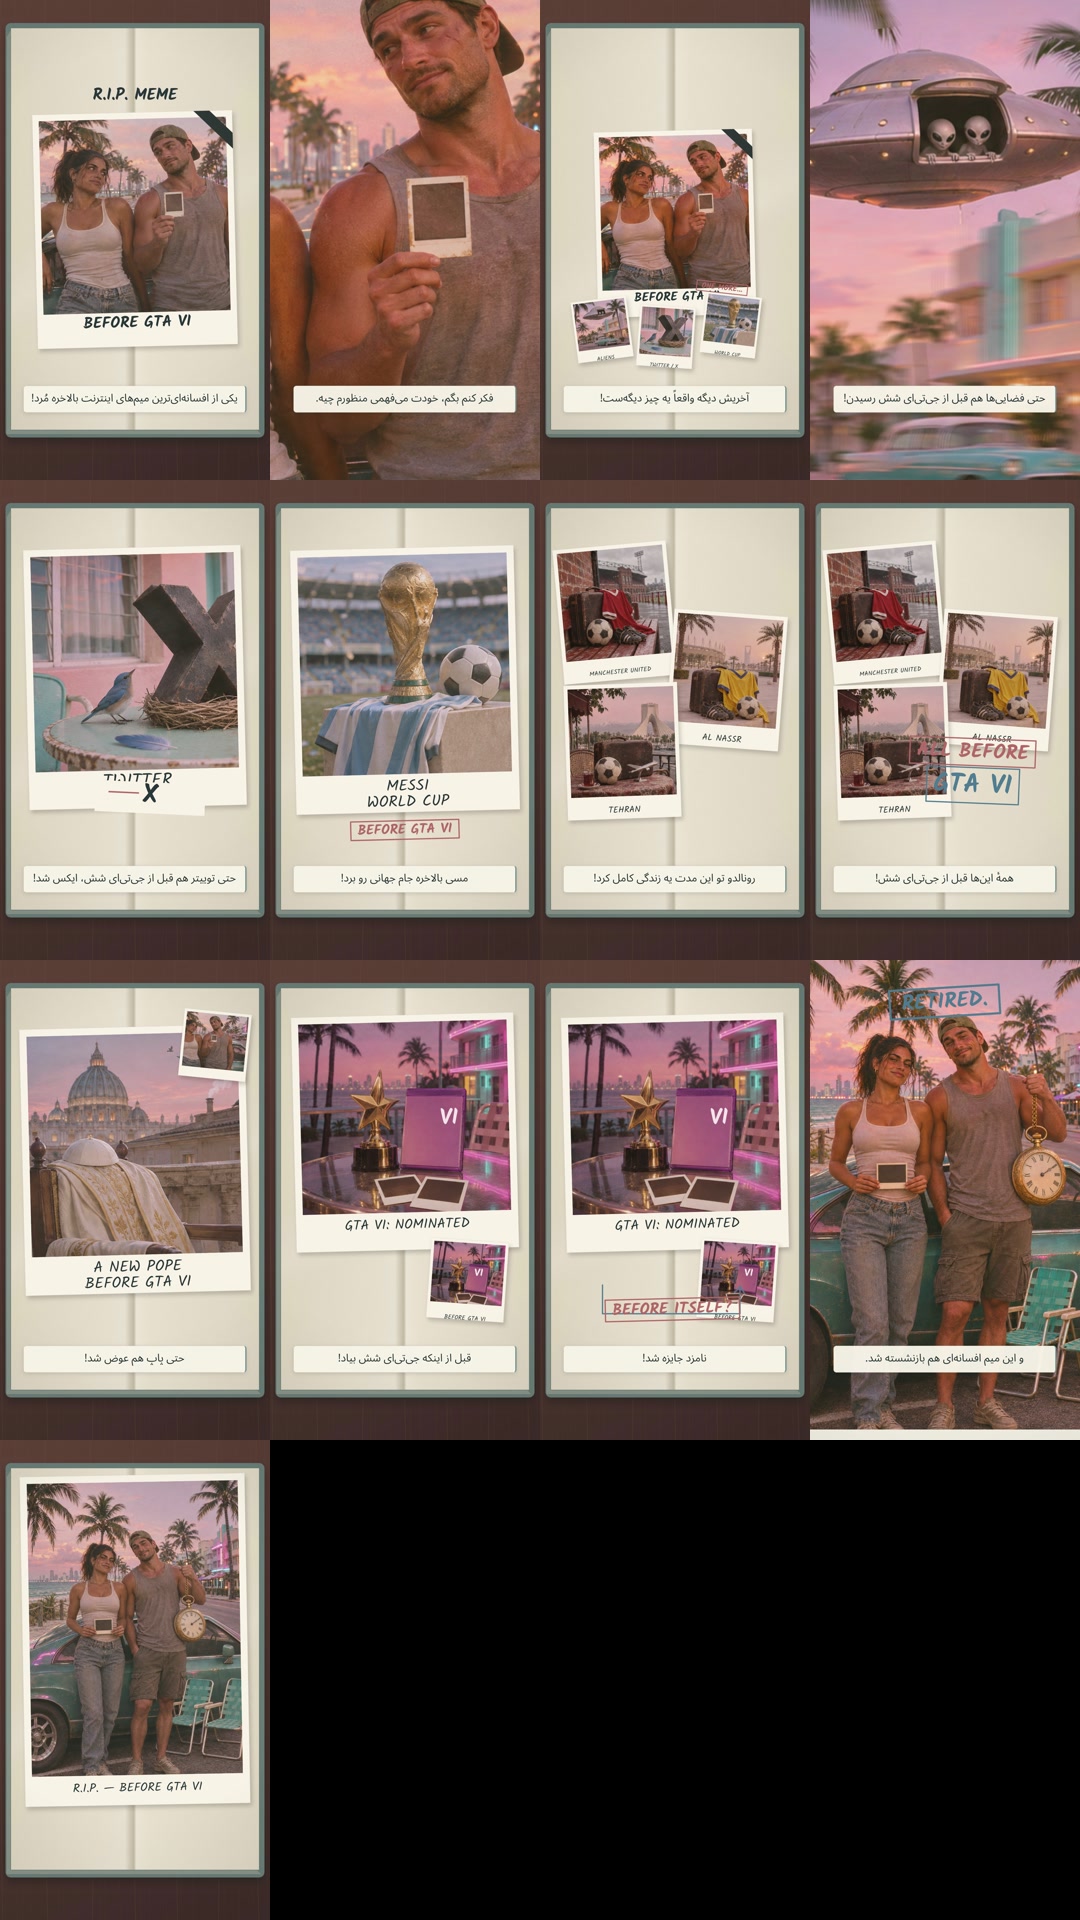 R.I.P. MEME
BEFORE GTA VI
یکی از افسانه‌ای‌ترین میم‌های اینترنت بالاخره مُرد!
فکر کنم بگم، خودت می‌فهمی منظورم چیه.
BEFORE GTA
ALIENS
TWITTER / X
WORLD CUP
آخریش دیگه واقعاً یه چیز دیگه‌ست!
حتی فضایی‌ها هم قبل از جی‌تی‌ای شش رسیدن!
TWITTER
X
حتی توییتر هم قبل از جی‌تی‌ای شش، ایکس شد!
MESSI
WORLD CUP
BEFORE GTA VI
مسی بالاخره جام جهانی رو برد!
MANCHESTER UNITED
AL NASSR
TEHRAN
رونالدو تو این مدت یه زندگی کامل کرد!
MANCHESTER UNITED
AL NASSR
ALL BEFORE
GTA VI
TEHRAN
همهٔ این‌ها قبل از جی‌تی‌ای شش!
A NEW POPE
BEFORE GTA VI
حتی پاپ هم عوض شد!
VI
GTA VI: NOMINATED
VI
BEFORE GTA VI
قبل از اینکه جی‌تی‌ای شش بیاد!
VI
GTA VI: NOMINATED
VI
BEFORE ITSELF?
BEFORE GTA VI
نامزد جایزه شد!
RETIRED.
و این میم افسانه‌ای هم بازنشسته شد.
R.I.P. — BEFORE GTA VI